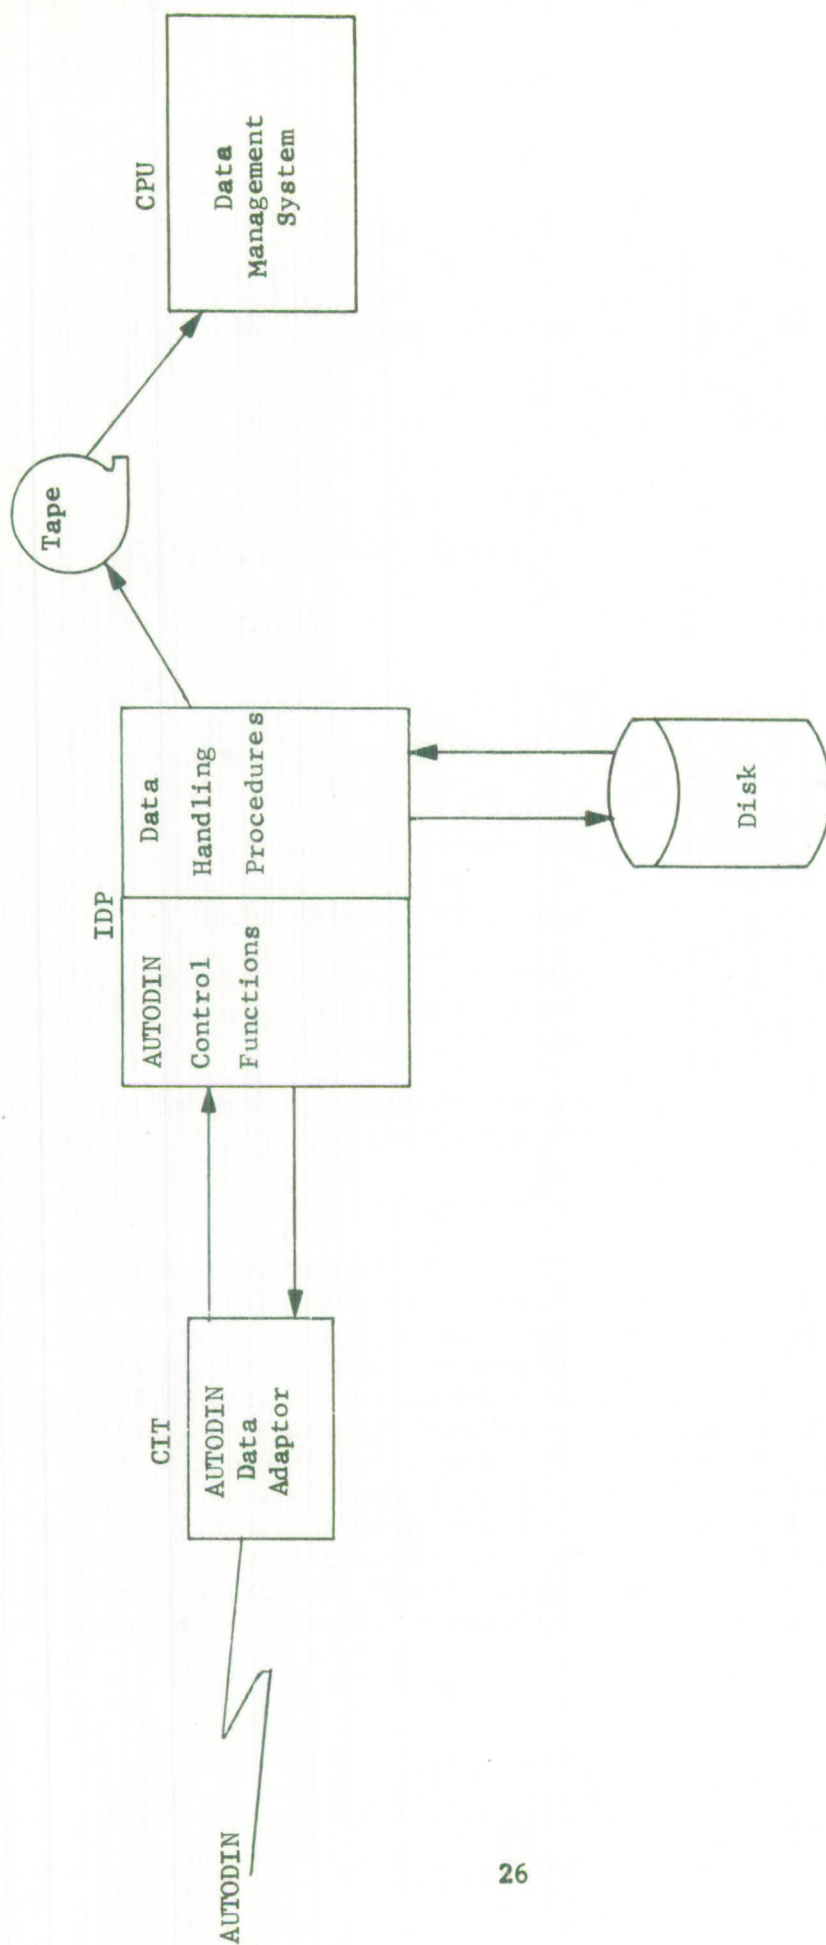 AUTODIN
CIT
AUTODIN
Data
Adaptor
IDP
AUTODIN
Control
Functions
Data
Handling
Procedures
Disk
Tape
CPU
Data
Management
System
26